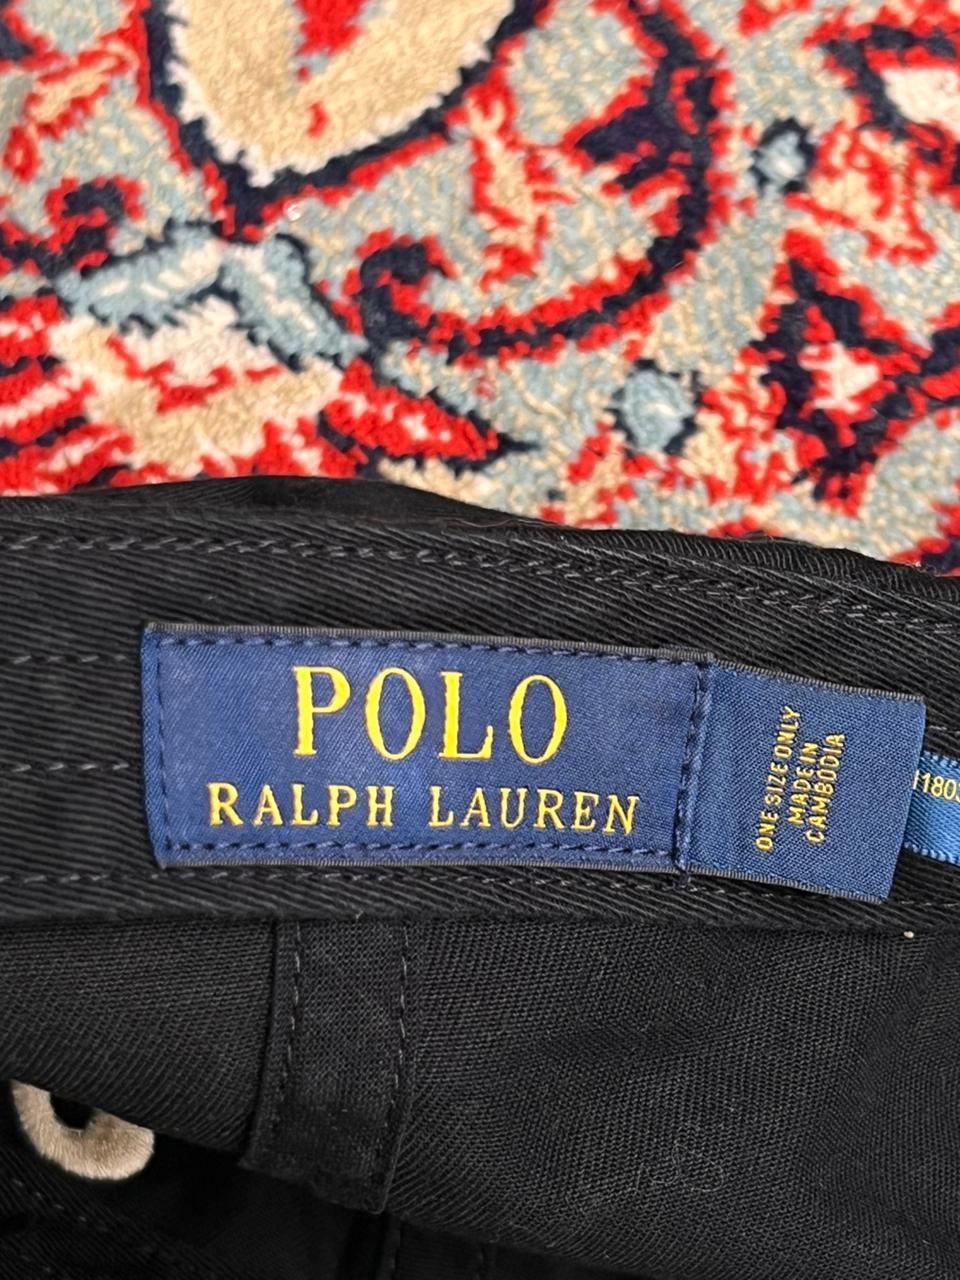 POLO
RALPH LAUREN
ONE SIZE ONLY
MADE IN
CAMBODIA